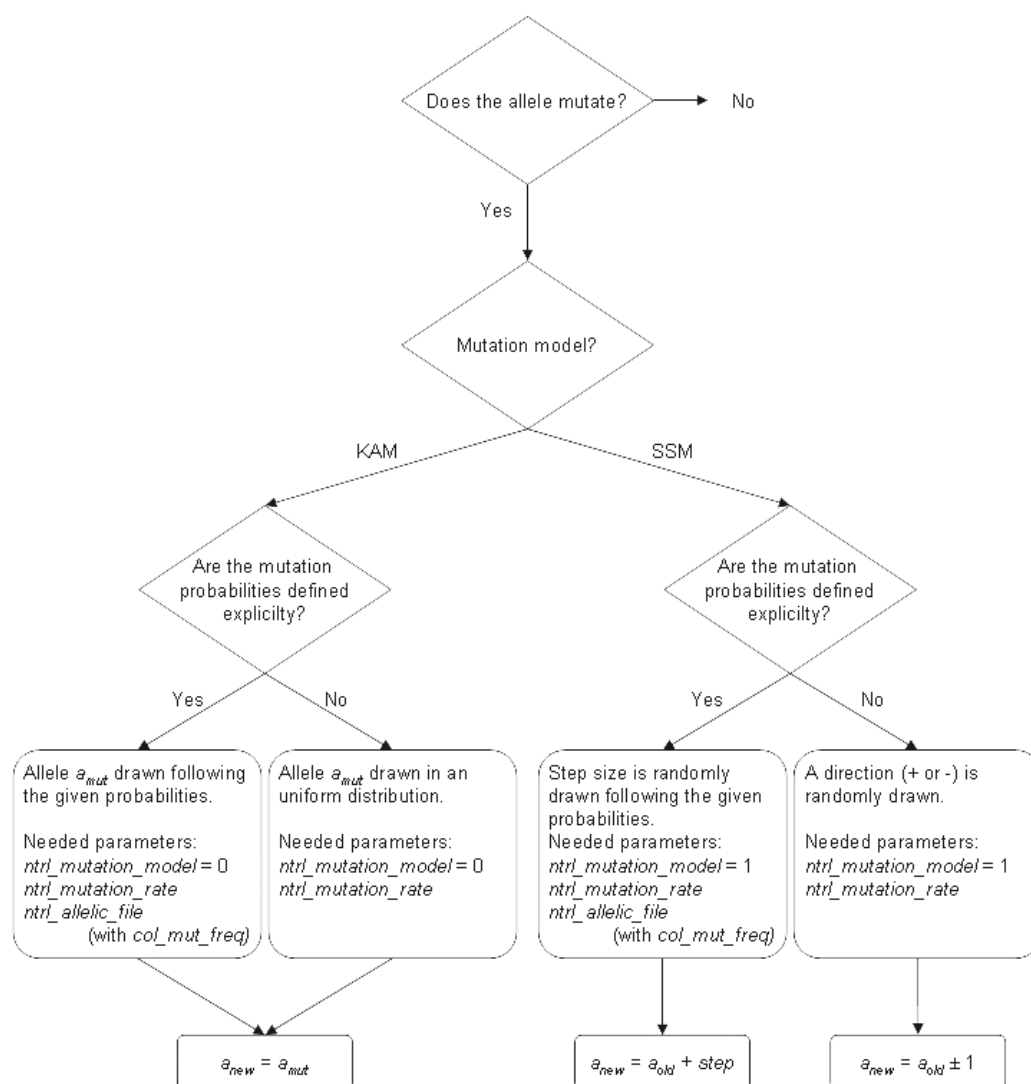 Does the allele mutate?
No
Yes
Mutation model?
KAM
SSM
Are the mutation
probabilities defined
explicilty?
Are the mutation
probabilities defined
explicilty?
Yes
No
Yes
No
Allele a_mut drawn following
the given probabilities.
Needed parameters:
ntrl_mutation_model = 0
ntrl_mutation_rate
ntrl_allelic_file
(with col_mut_freq)
Allele a_mut drawn in an
uniform distribution.
Needed parameters:
ntrl_mutation_model = 0
ntrl_mutation_rate
Step size is randomly
drawn following the given
probabilities.
Needed parameters:
ntrl_mutation_model = 1
ntrl_mutation_rate
ntrl_allelic_file
(with col_mut_freq)
A direction (+ or -) is
randomly drawn.
Needed parameters:
ntrl_mutation_model = 1
ntrl_mutation_rate
a_new = a_mut
a_new = a_old + step
a_new = a_old ± 1